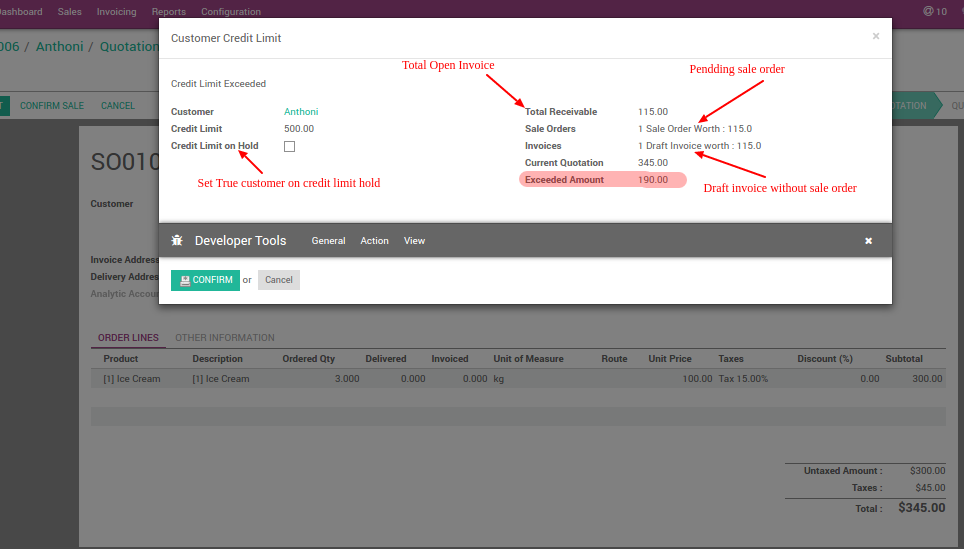 Dashboard Sales Invoicing Reports Configuration @ 10
006 / Anthoni / Quotation
Customer Credit Limit ×
Total Open Invoice
Pendding sale order
Credit Limit Exceeded
CONFIRM SALE CANCEL
Customer Anthoni Total Receivable 115.00
Credit Limit 500.00 Sale Orders 1 Sale Order Worth : 115.0
Credit Limit on Hold Invoices 1 Draft Invoice worth : 115.0
Current Quotation 345.00
Exceeded Amount 190.00
Set True customer on credit limit hold
Draft invoice without sale order
SO010
Customer
Developer Tools General Action View ✖
Invoice Address
Delivery Addres
Analytic Accoun
CONFIRM or Cancel
ORDER LINES OTHER INFORMATION
Product Description Ordered Qty Delivered Invoiced Unit of Measure Route Unit Price Taxes Discount (%) Subtotal
[1] Ice Cream [1] Ice Cream 3.000 0.000 0.000 kg 100.00 Tax 15.00% 0.00 300.00
Untaxed Amount : $300.00
Taxes : $45.00
Total : $345.00